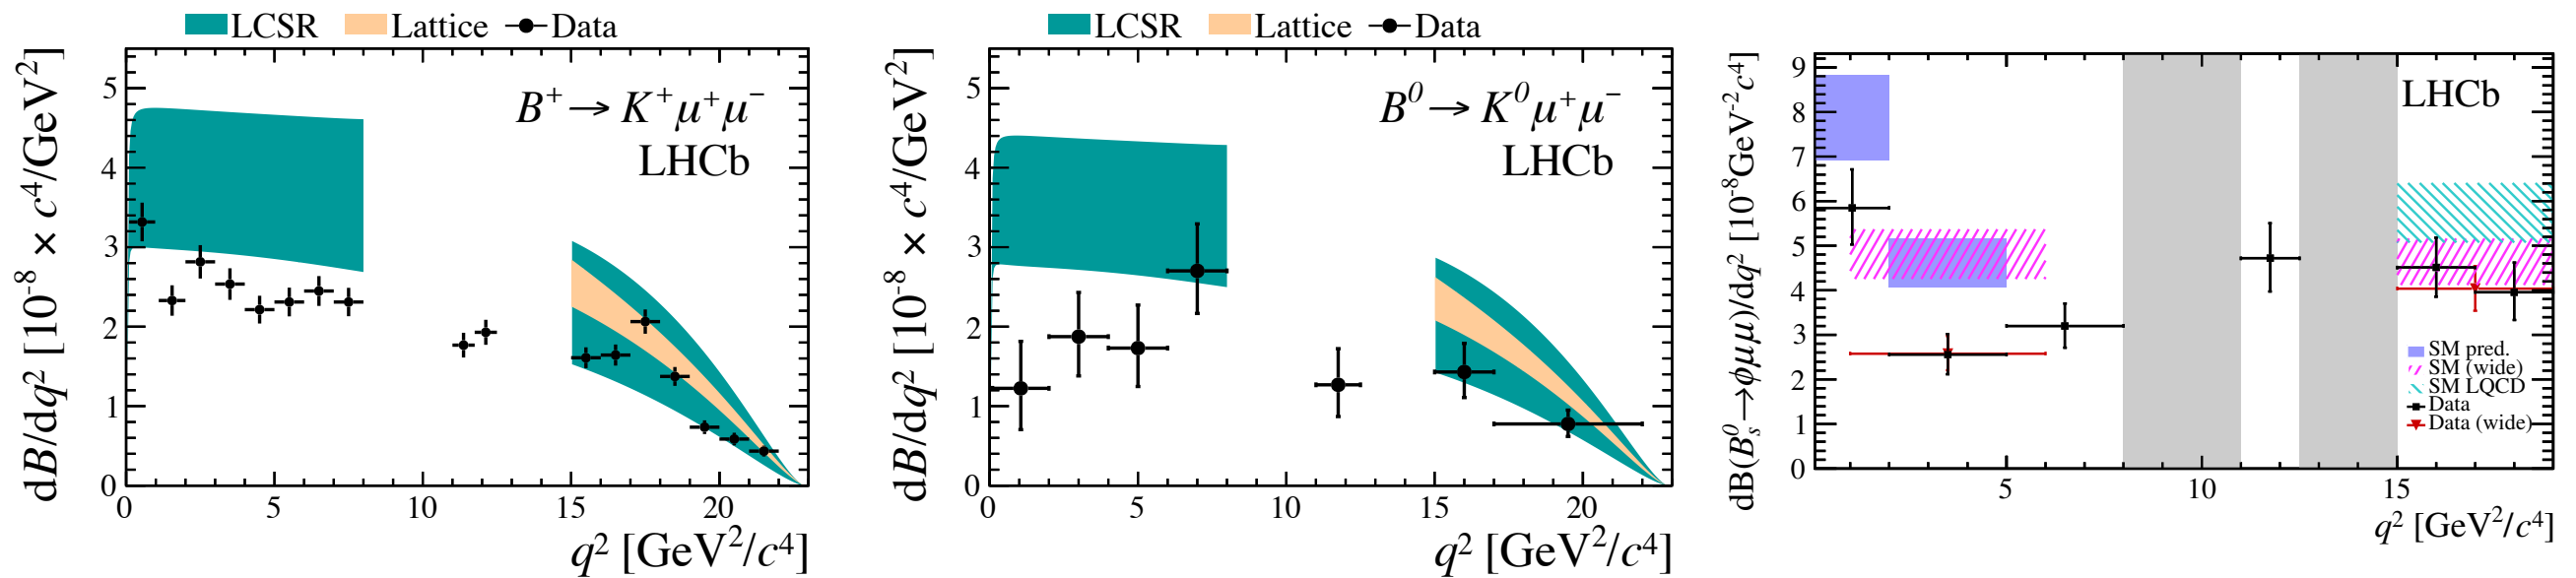 LCSR Lattice Data
dB/dq² [10⁻⁸ × c⁴/GeV²]
B⁺→ K⁺μ⁺μ⁻
LHCb
5
4
3
2
1
0
0 5 10 15 20
q² [GeV²/c⁴]
LCSR Lattice Data
dB/dq² [10⁻⁸ × c⁴/GeV²]
B⁰→ K⁰μ⁺μ⁻
LHCb
5
4
3
2
1
0
0 5 10 15 20
q² [GeV²/c⁴]
dB(B⁰ₛ→ϕμμ)/dq² [10⁻⁸GeV⁻²c⁴]
LHCb
9
8
7
6
5
4
3
2
1
0
SM pred.
SM (wide)
SM LQCD
Data
Data (wide)
5 10 15
q² [GeV²/c⁴]